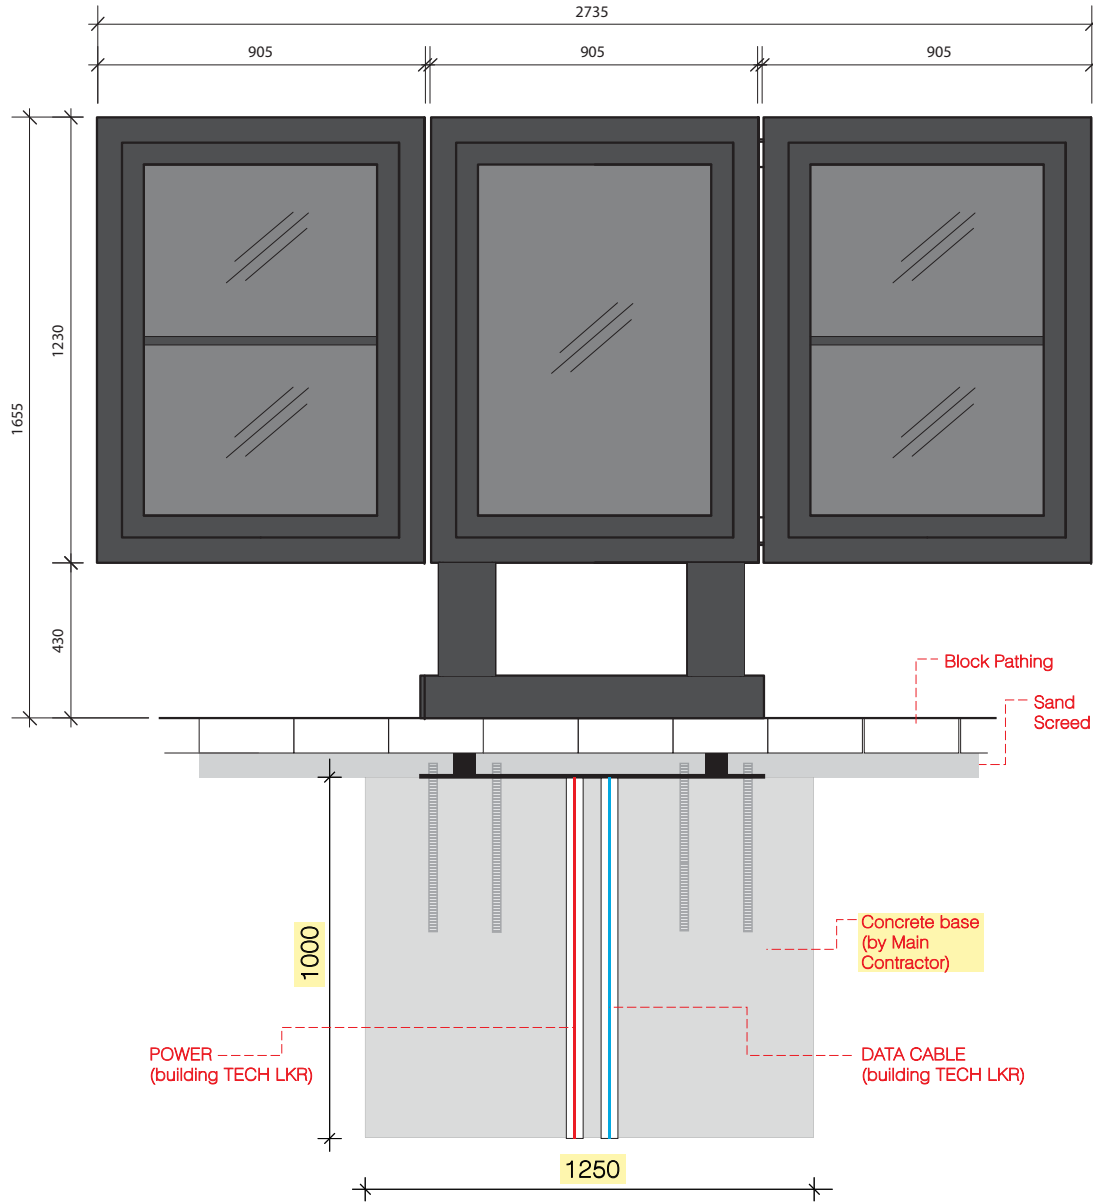 2735
905
905
905
1230
1655
430
Block Pathing
Sand
Screed
Concrete base
(by Main
Contractor)
1000
POWER
(building TECH LKR)
DATA CABLE
(building TECH LKR)
1250